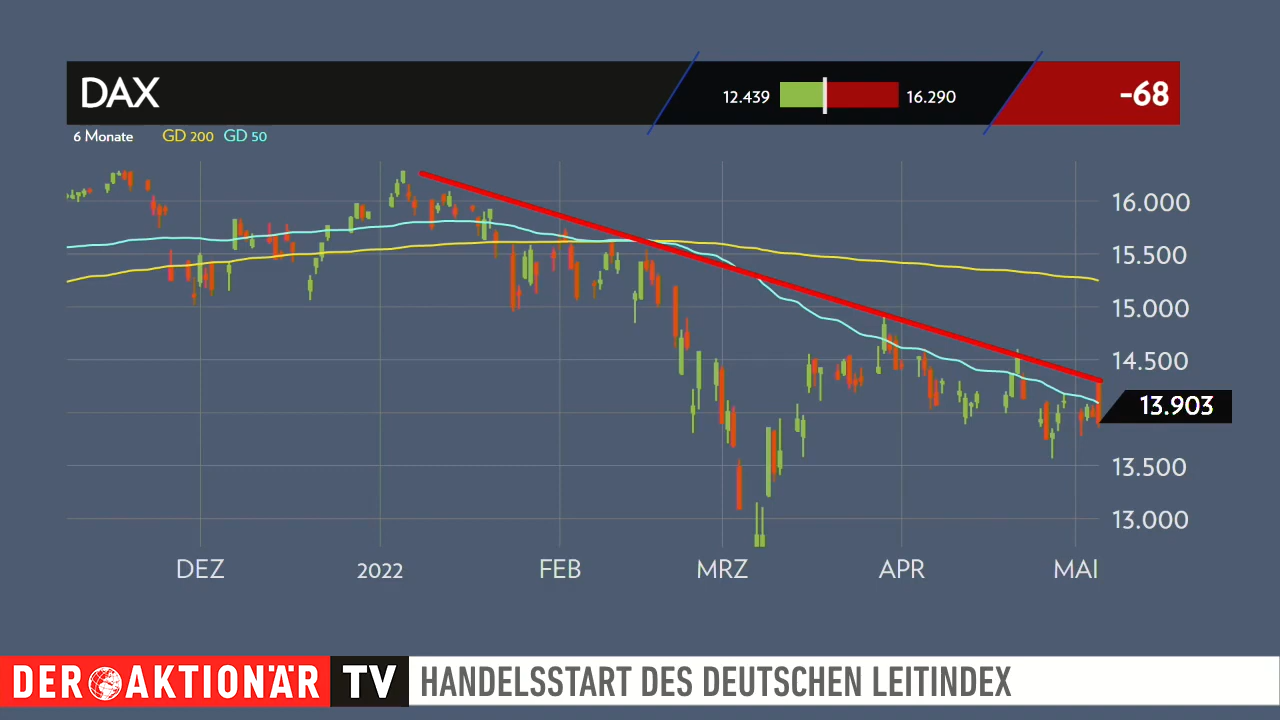 DAX
12.439 16.290
-68
6 Monate GD 200 GD 50
16.000
15.500
15.000
14.500
13.903
13.500
13.000
DEZ 2022 FEB MRZ APR MAI
DER AKTIONÄR TV HANDELSSTART DES DEUTSCHEN LEITINDEX